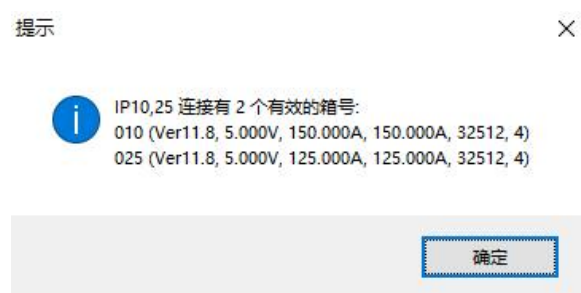 提示
IP10,25 连接有 2 个有效的箱号:
010 (Ver11.8, 5.000V, 150.000A, 150.000A, 32512, 4)
025 (Ver11.8, 5.000V, 125.000A, 125.000A, 32512, 4)
确定